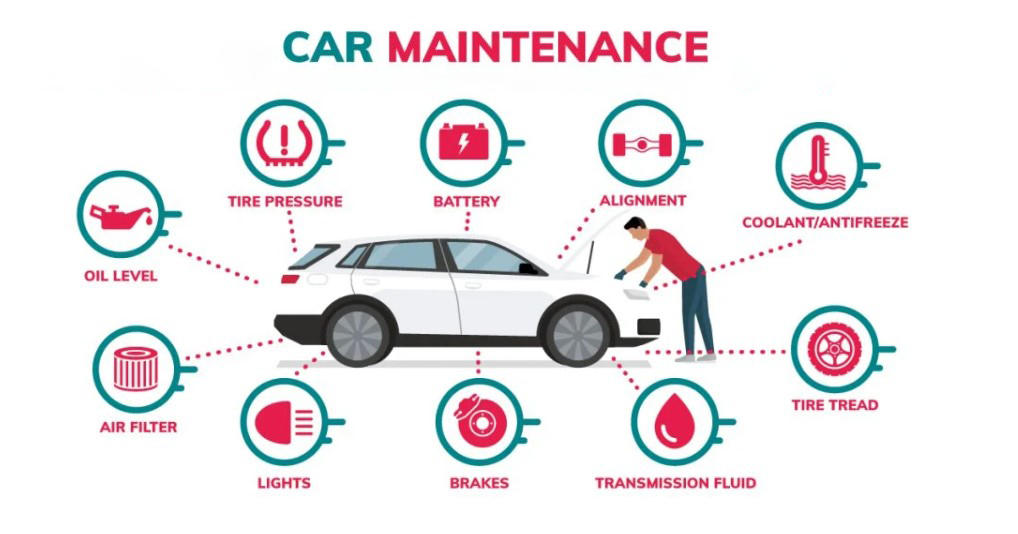 CAR MAINTENANCE
TIRE PRESSURE
BATTERY
ALIGNMENT
COOLANT/ANTIFREEZE
OIL LEVEL
AIR FILTER
LIGHTS
BRAKES
TRANSMISSION FLUID
TIRE TREAD